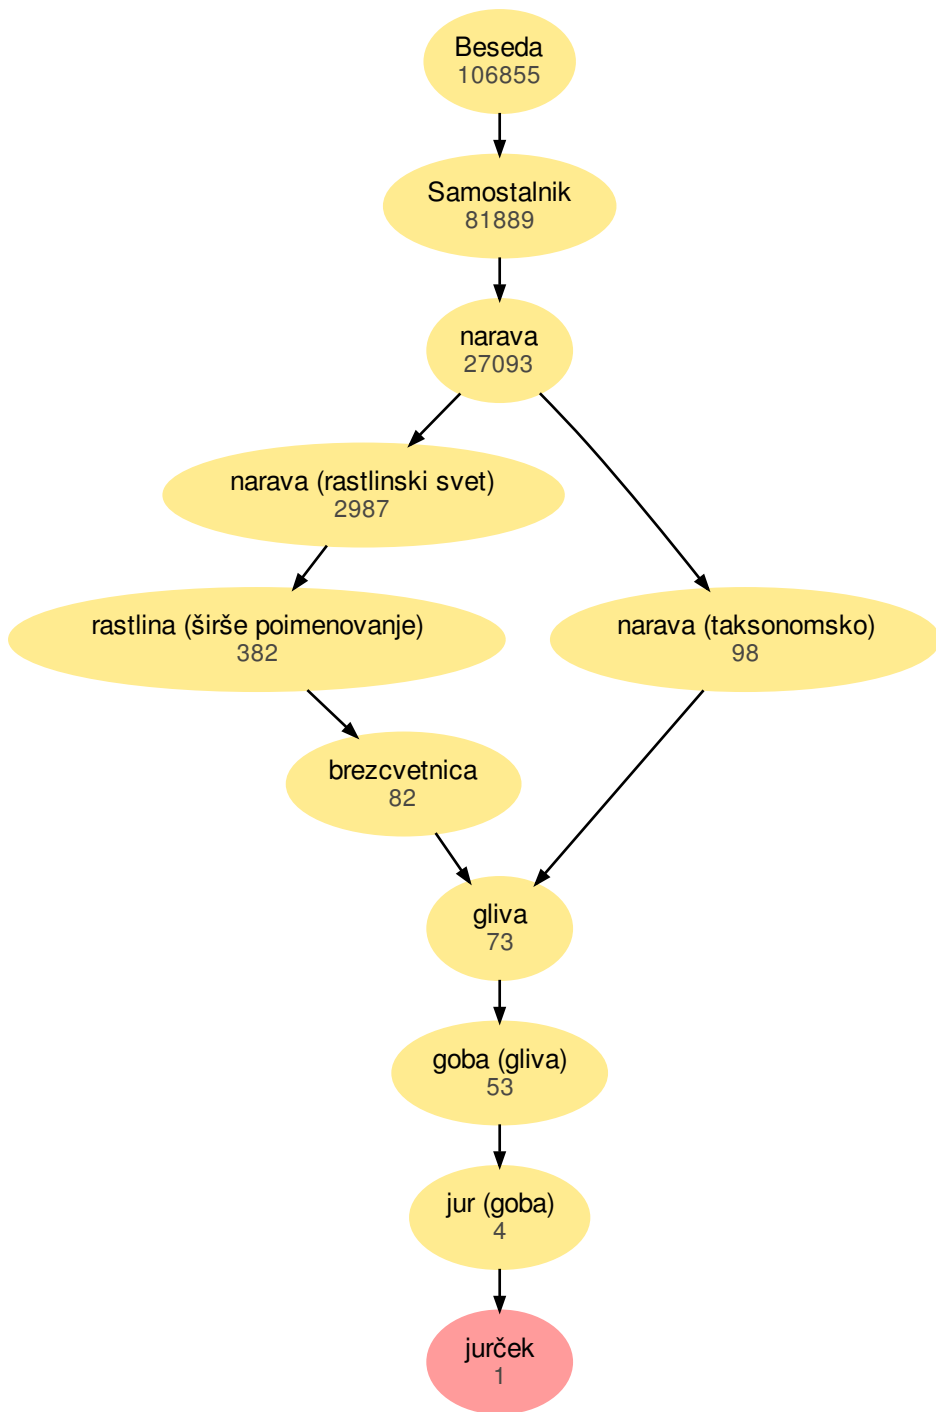 Beseda
106855
Samostalnik
81889
narava
27093
narava (rastlinski svet)
2987
rastlina (širše poimenovanje)
382
narava (taksonomsko)
98
brezcvetnica
82
gliva
73
goba (gliva)
53
jur (goba)
4
jurček
1